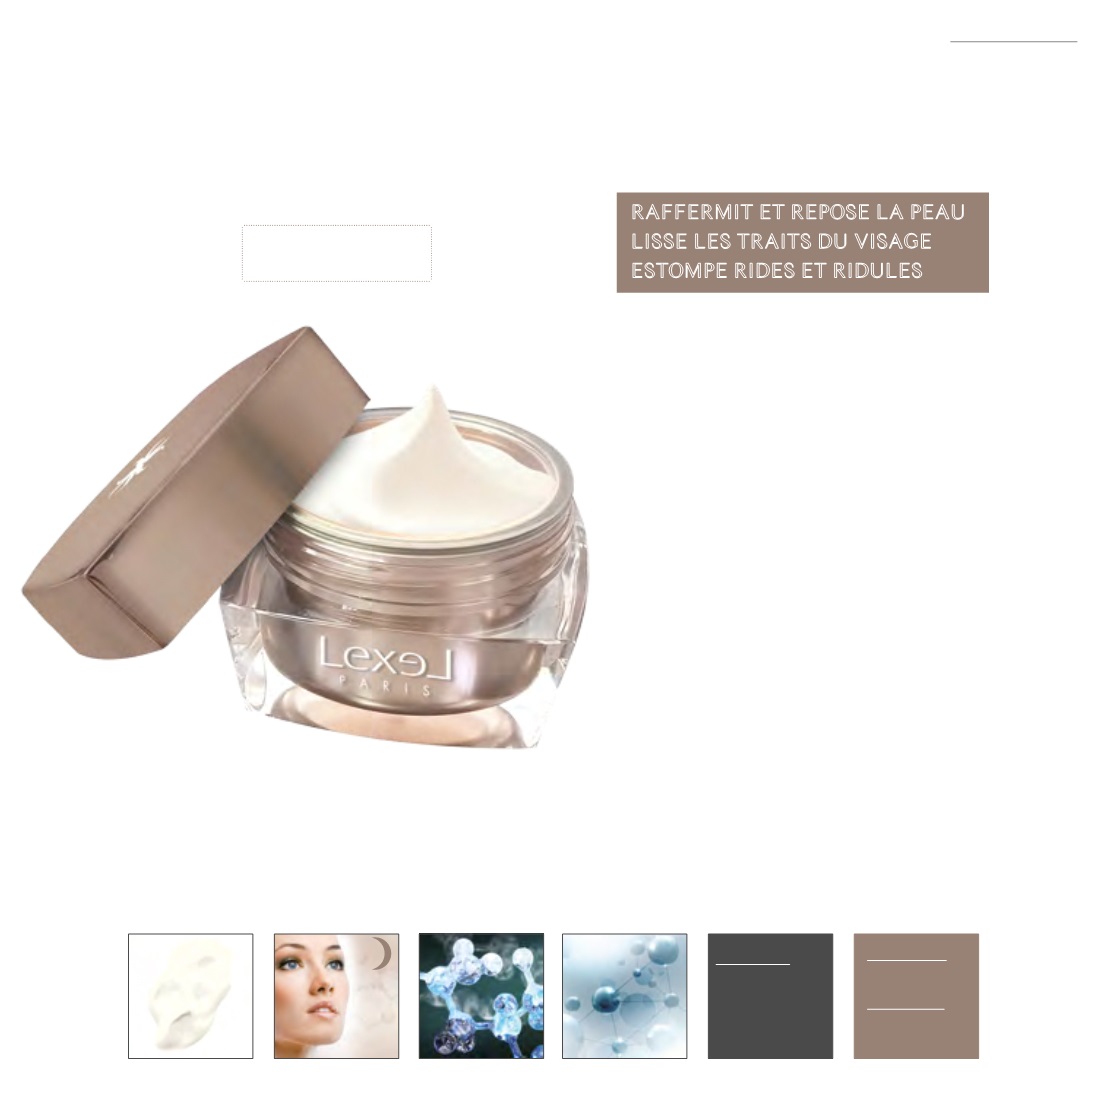 RAFFERMIT ET REPOSE LA PEAU
LISSE LES TRAITS DU VISAGE
ESTOMPE RIDES ET RIDULES
LexeL
PARIS